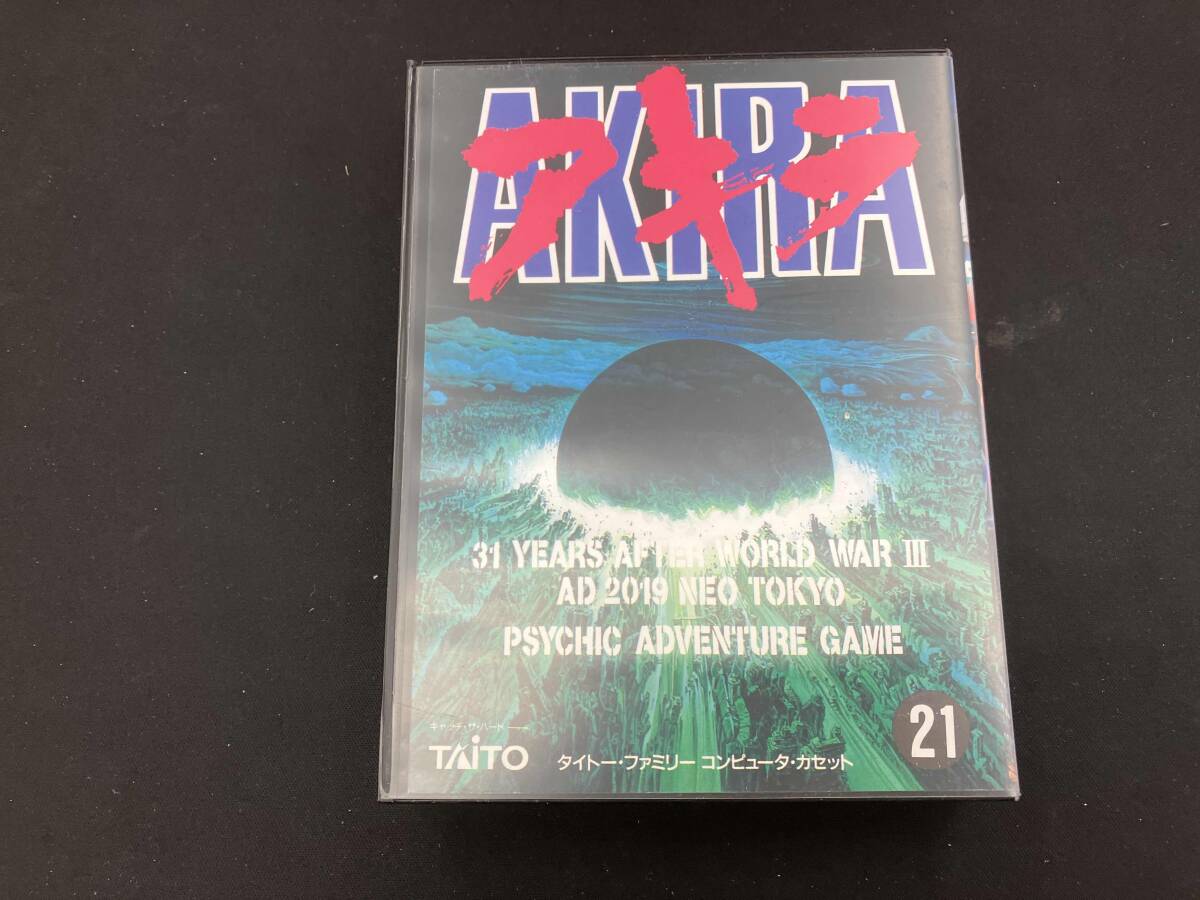 AKIRA
アキラ
31 YEARS AFTER WORLD WAR III
AD 2019 NEO TOKYO
PSYCHIC ADVENTURE GAME
キャッチ・ザ・ハート
TAITO
タイトー・ファミリー コンピュータ・カセット
21